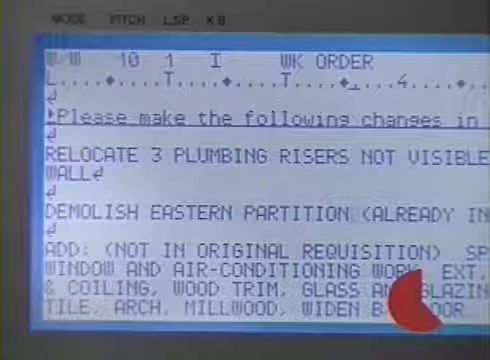 MODE PITCH LSP KB
W/W 10 1 I WK ORDER
L....◆....T....◆....T....◆....4....◆
Please make the following changes in
RELOCATE 3 PLUMBING RISERS NOT VISIBLE
WALL
DEMOLISH EASTERN PARTITION (ALREADY IN
ADD: (NOT IN ORIGINAL REQUISITION) SP
WINDOW AND AIR-CONDITIONING WORK, EXT.
& COILING, WOOD TRIM, GLASS AND GLAZIN
TILE, ARCH. MILLWOOD, WIDEN